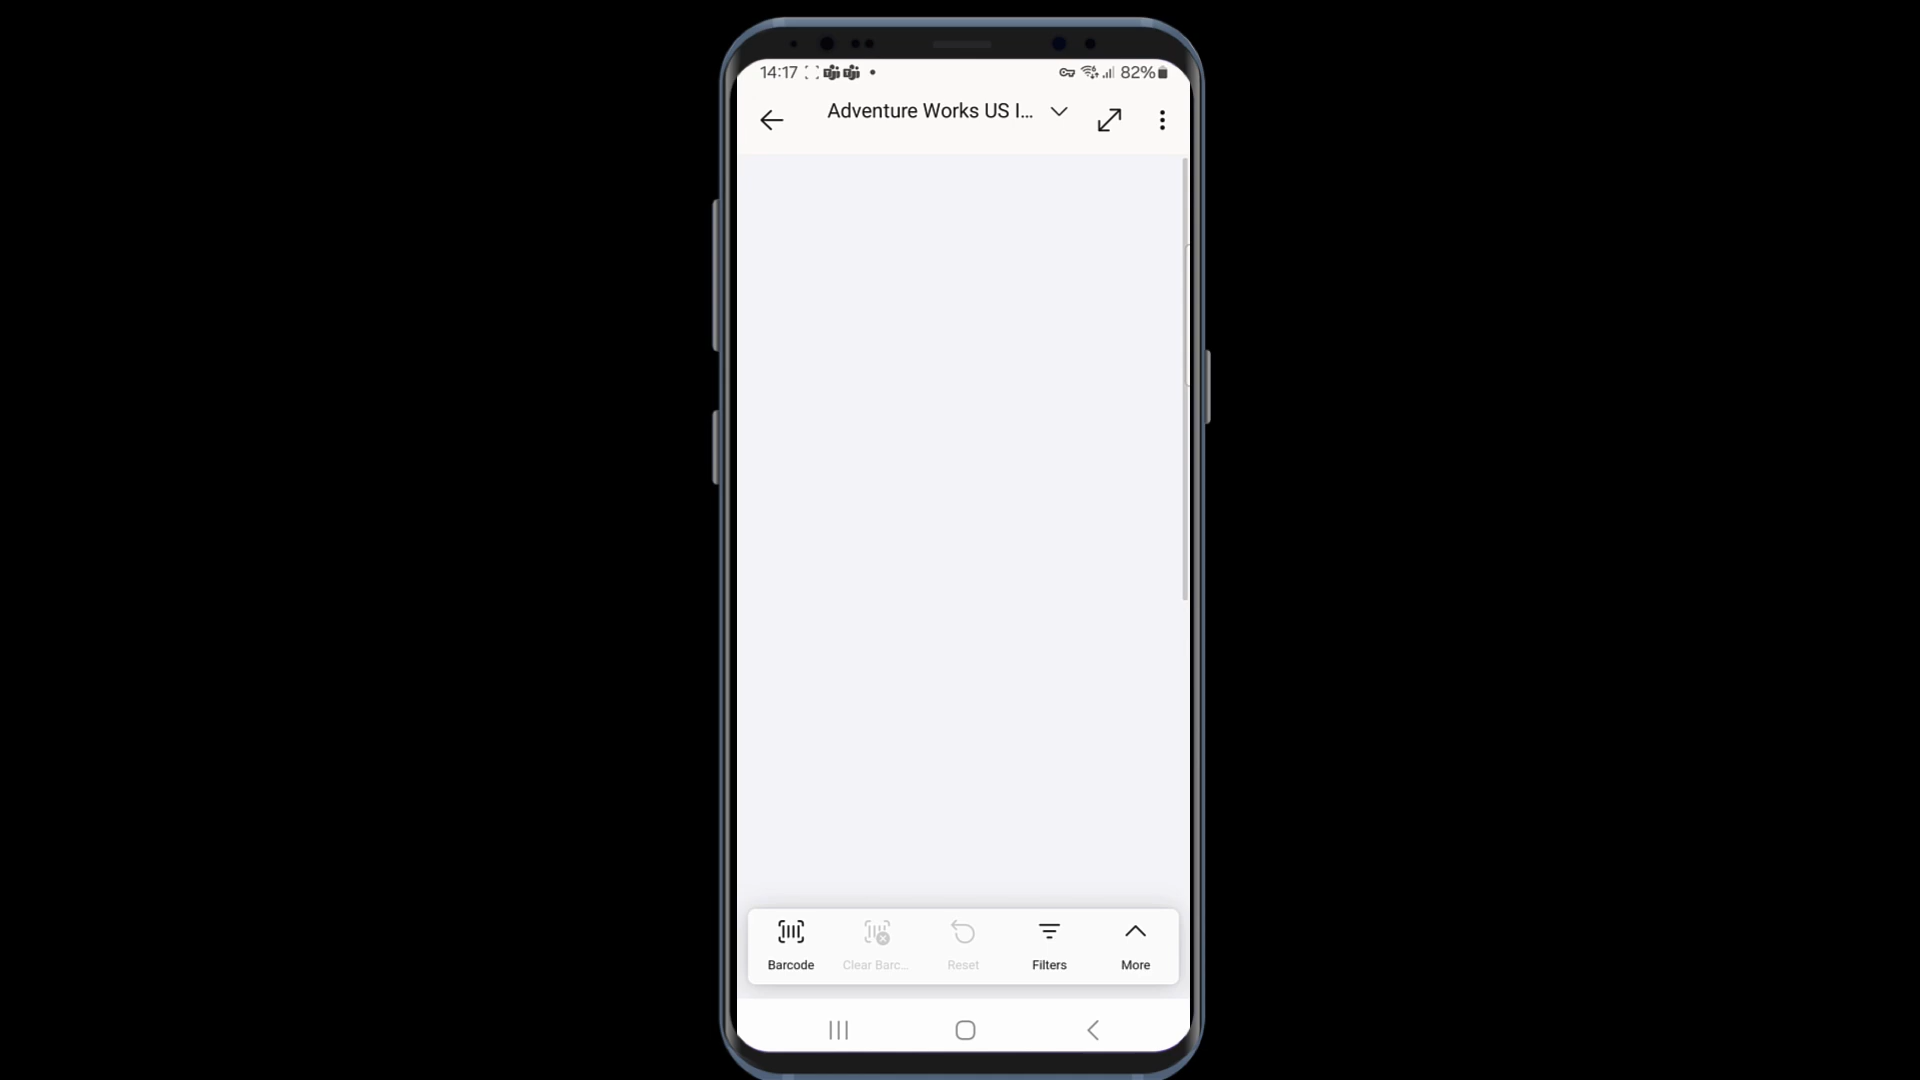 14:17 82%
Adventure Works US I...
Barcode Clear Barc... Reset Filters More